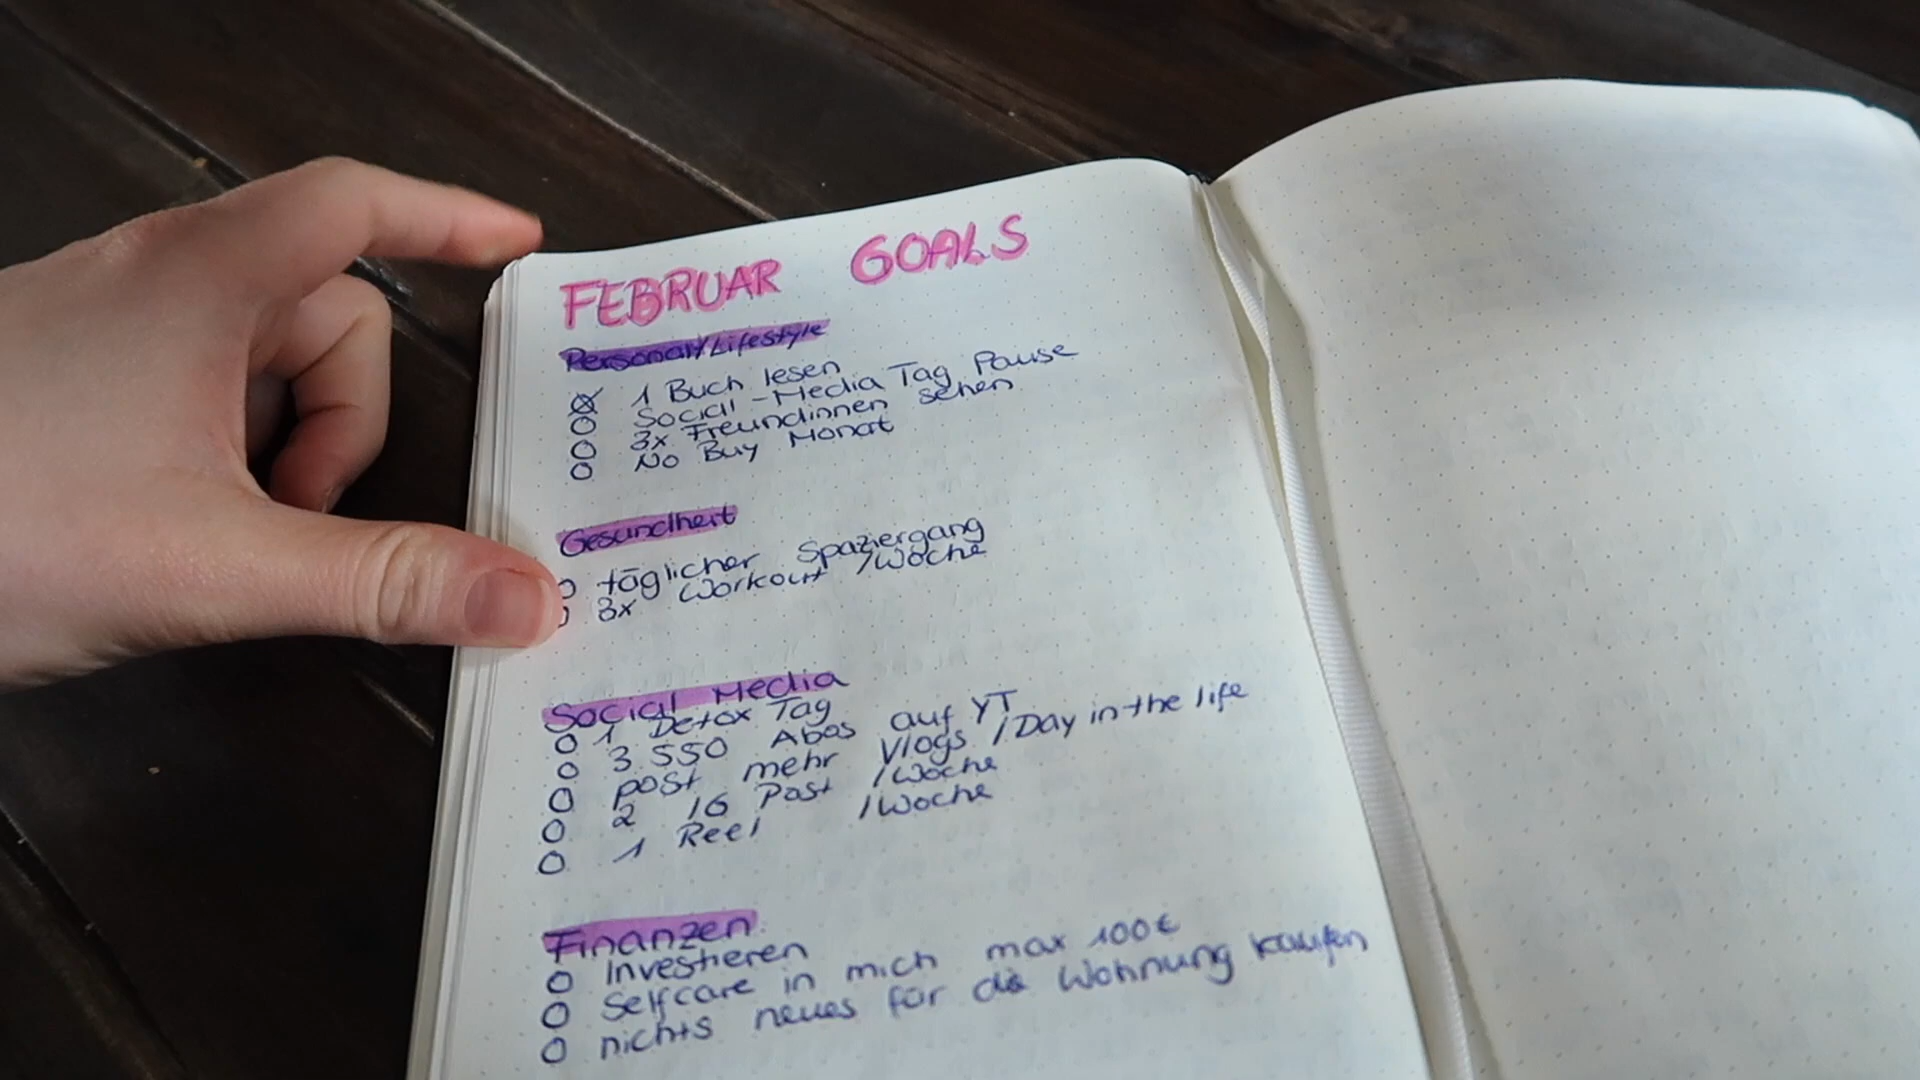 FEBRUAR GOALS
Personal/Lifestyle
1 Buch lesen
Social-Media Tag Pause
3x Freundinnen sehen
No Buy Monat
Gesundheit
täglicher Spaziergang
3x Workout /Woche
Social Media
1 Detox Tag
3.550 Abos auf YT
post mehr Vlogs / Day in the life
2 IG Post /Woche
1 Reel /Woche
Finanzen
Investieren
Selfcare in mich max 100€
nichts neues für die Wohnung kaufen